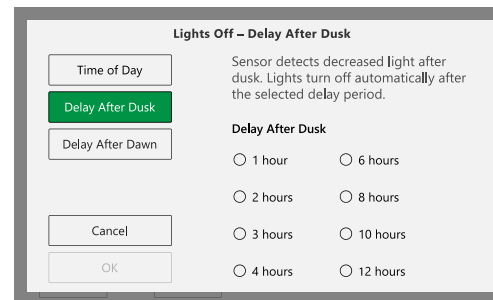 Lights Off – Delay After Dusk
Time of Day
Delay After Dusk
Delay After Dawn
Cancel
OK
Sensor detects decreased light after
dusk. Lights turn off automatically after
the selected delay period.
Delay After Dusk
1 hour
6 hours
2 hours
8 hours
3 hours
10 hours
4 hours
12 hours